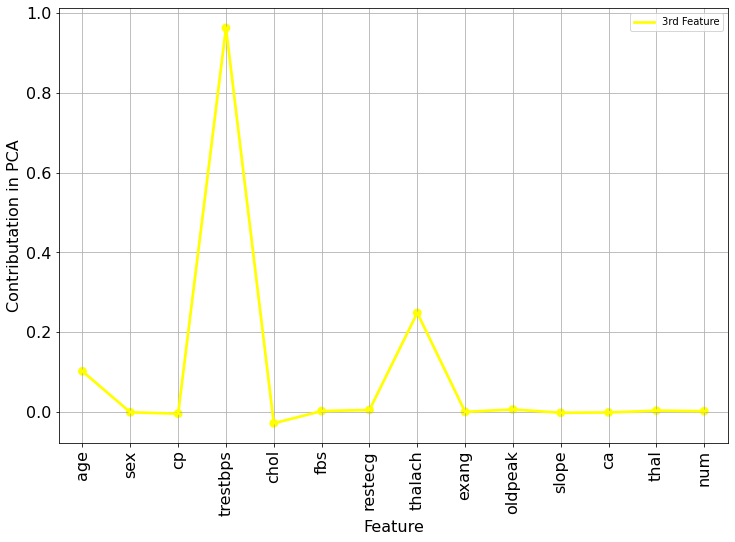 1.0
0.8
0.6
0.4
0.2
0.0
Contributation in PCA
3rd Feature
age
sex
cp
trestbps
chol
fbs
restecg
thalach
exang
oldpeak
slope
ca
thal
num
Feature